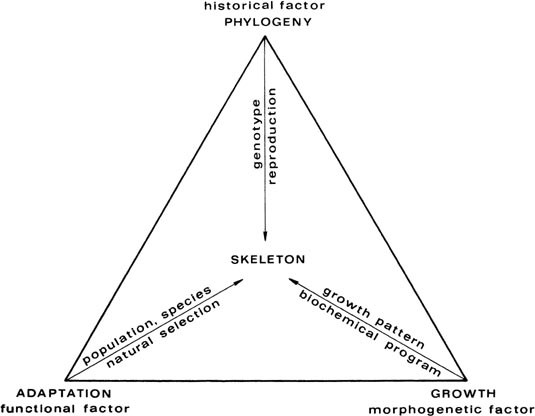 historical factor
PHYLOGENY
genotype
reproduction
SKELETON
population, species
natural selection
growth pattern
biochemical program
ADAPTATION
functional factor
GROWTH
morphogenetic factor